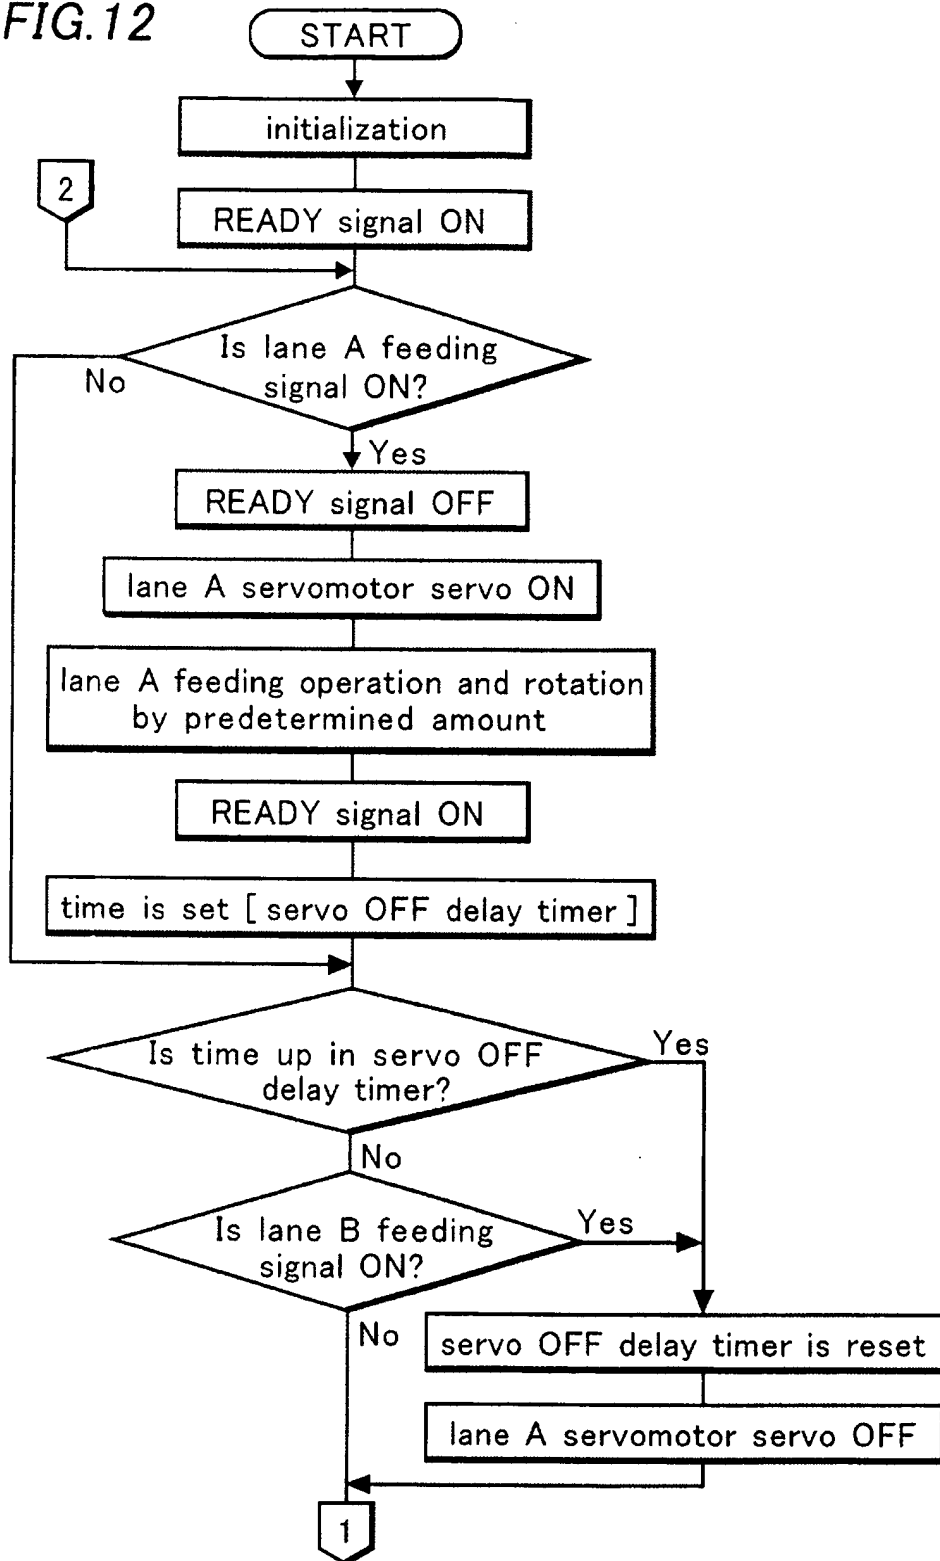 FIG.12
START
initialization
2
READY signal ON
Is lane A feeding
signal ON?
No
Yes
READY signal OFF
lane A servomotor servo ON
lane A feeding operation and rotation
by predetermined amount
READY signal ON
time is set [ servo OFF delay timer ]
Is time up in servo OFF
delay timer?
Yes
No
Is lane B feeding
signal ON?
Yes
No
servo OFF delay timer is reset
lane A servomotor servo OFF
1